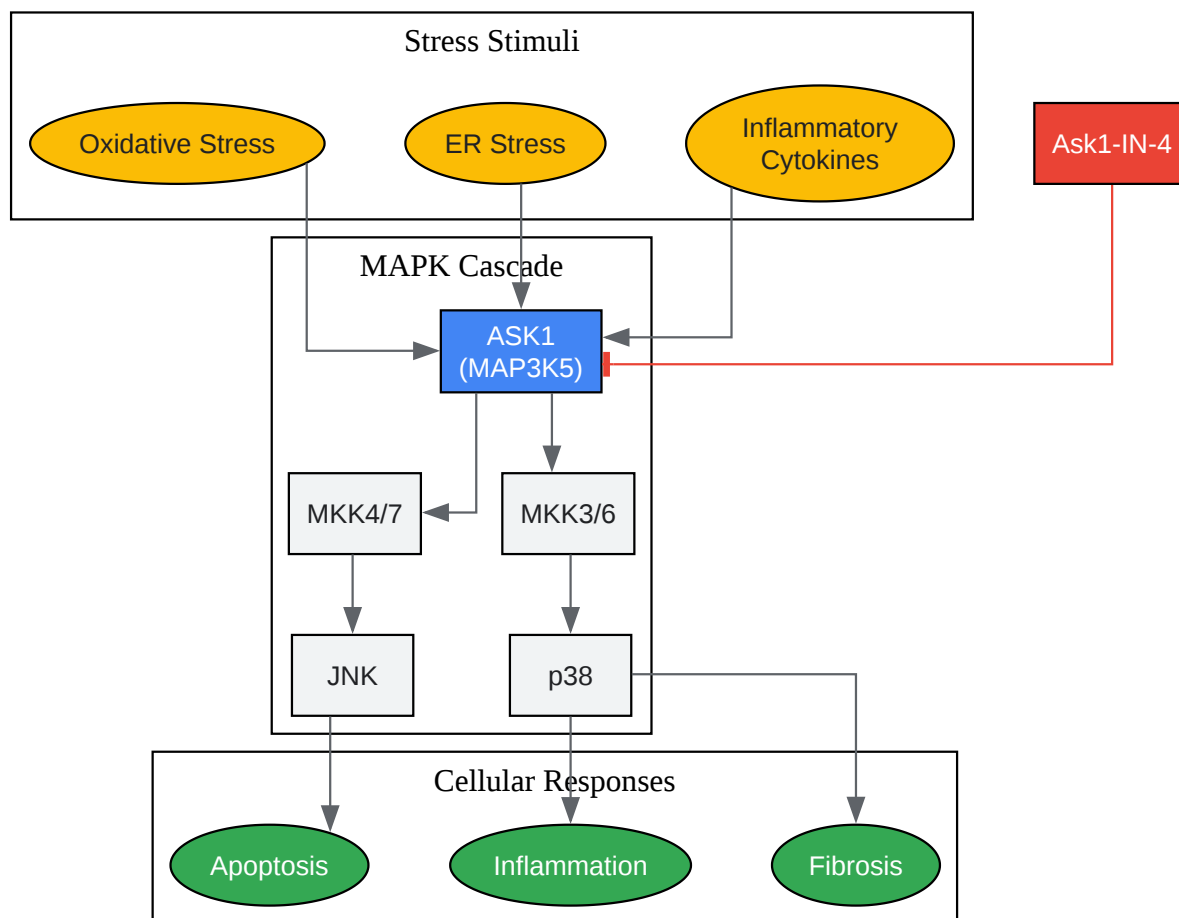 Stress Stimuli
Oxidative Stress
ER Stress
Inflammatory
Cytokines
Ask1-IN-4
MAPK Cascade
ASK1
(MAP3K5)
MKK4/7
MKK3/6
JNK
p38
Cellular Responses
Apoptosis
Inflammation
Fibrosis